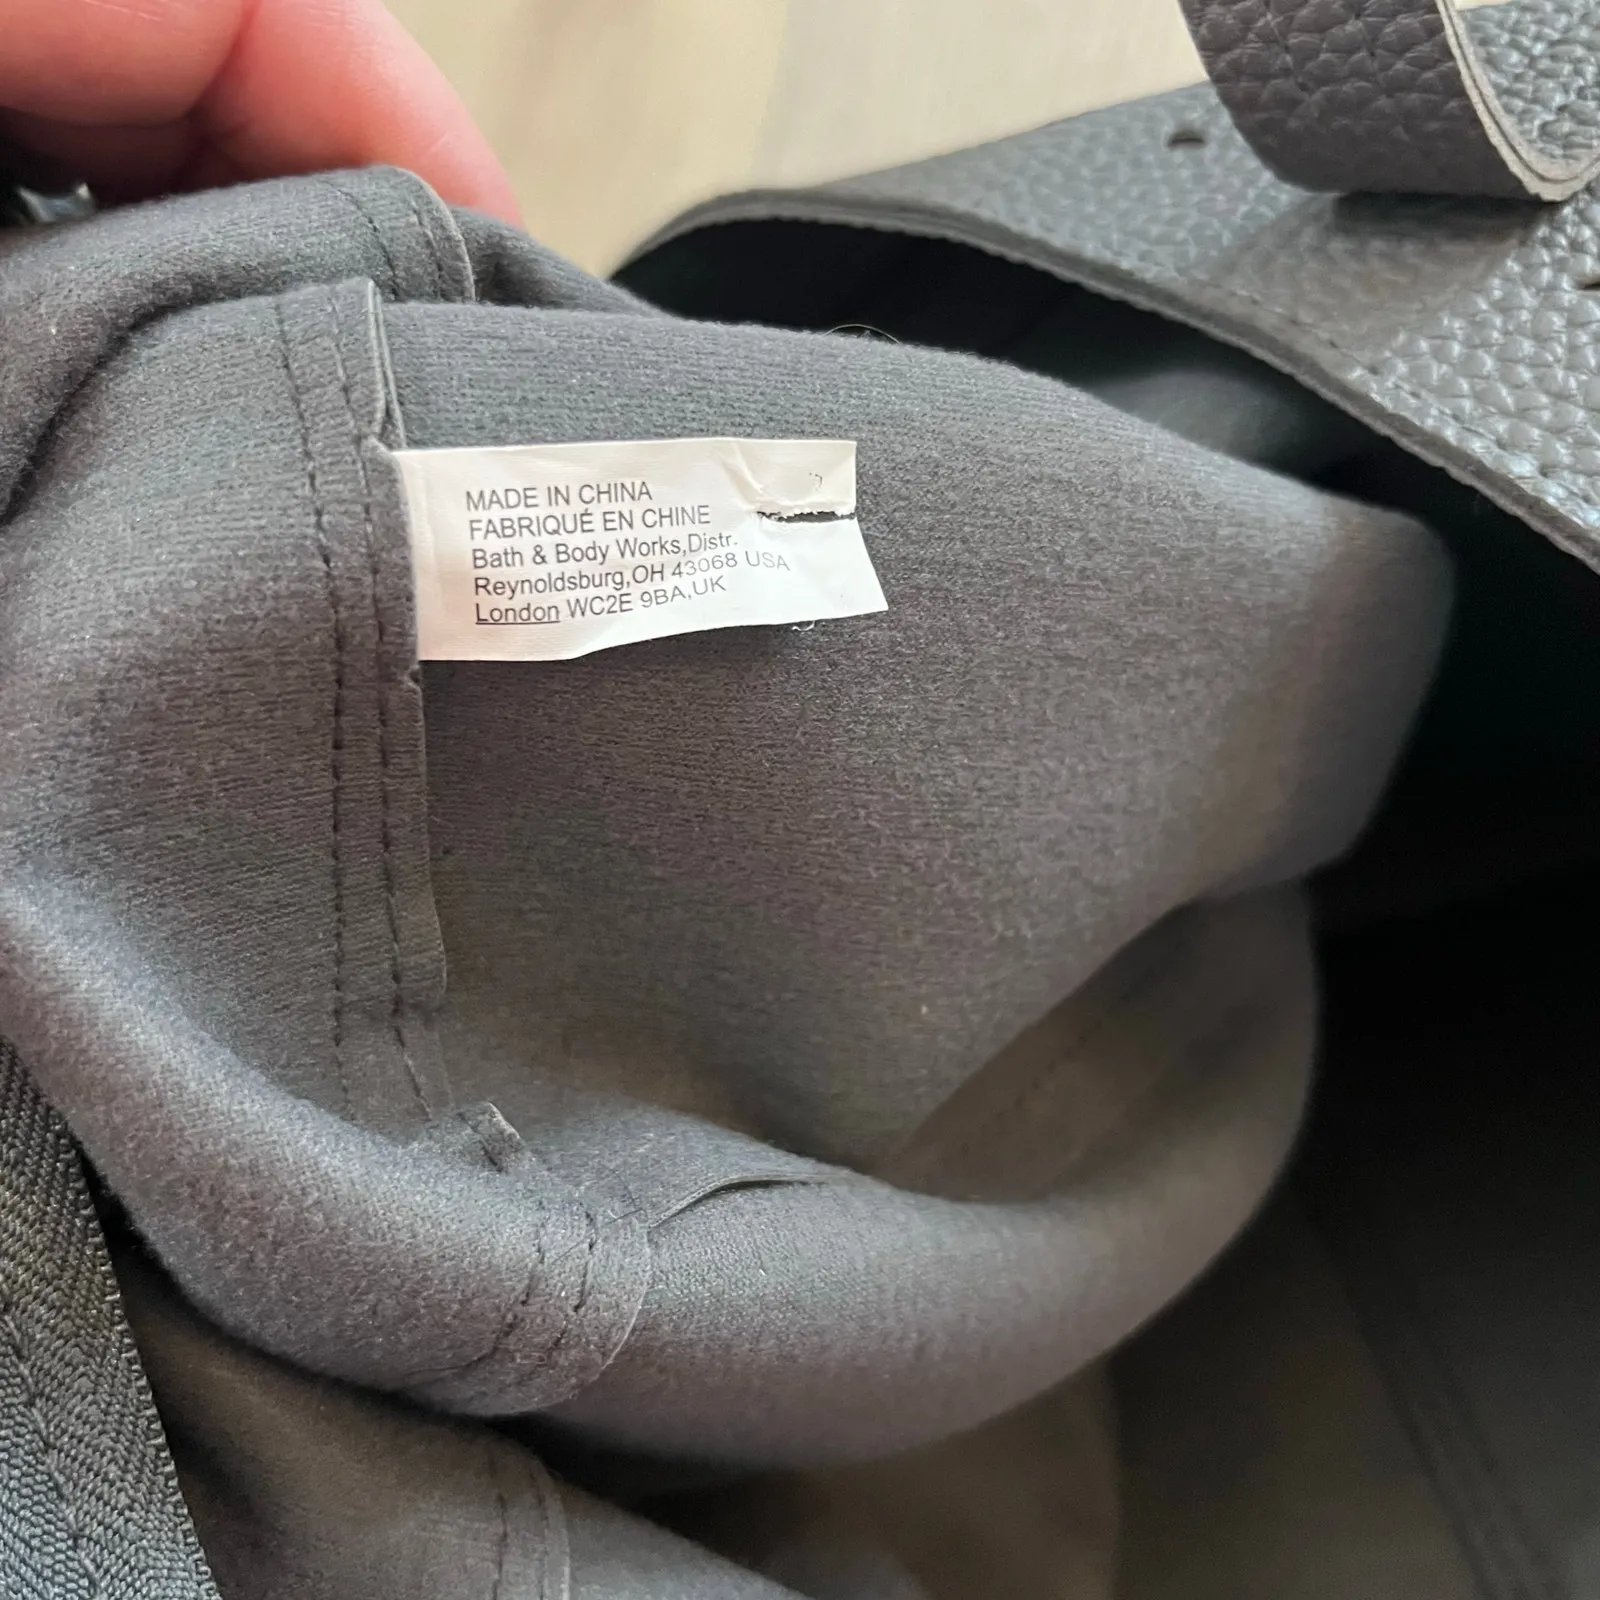 MADE IN CHINA
FABRIQUÉ EN CHINE
Bath & Body Works,Distr.
Reynoldsburg,OH 43068 USA
London WC2E 9BA,UK